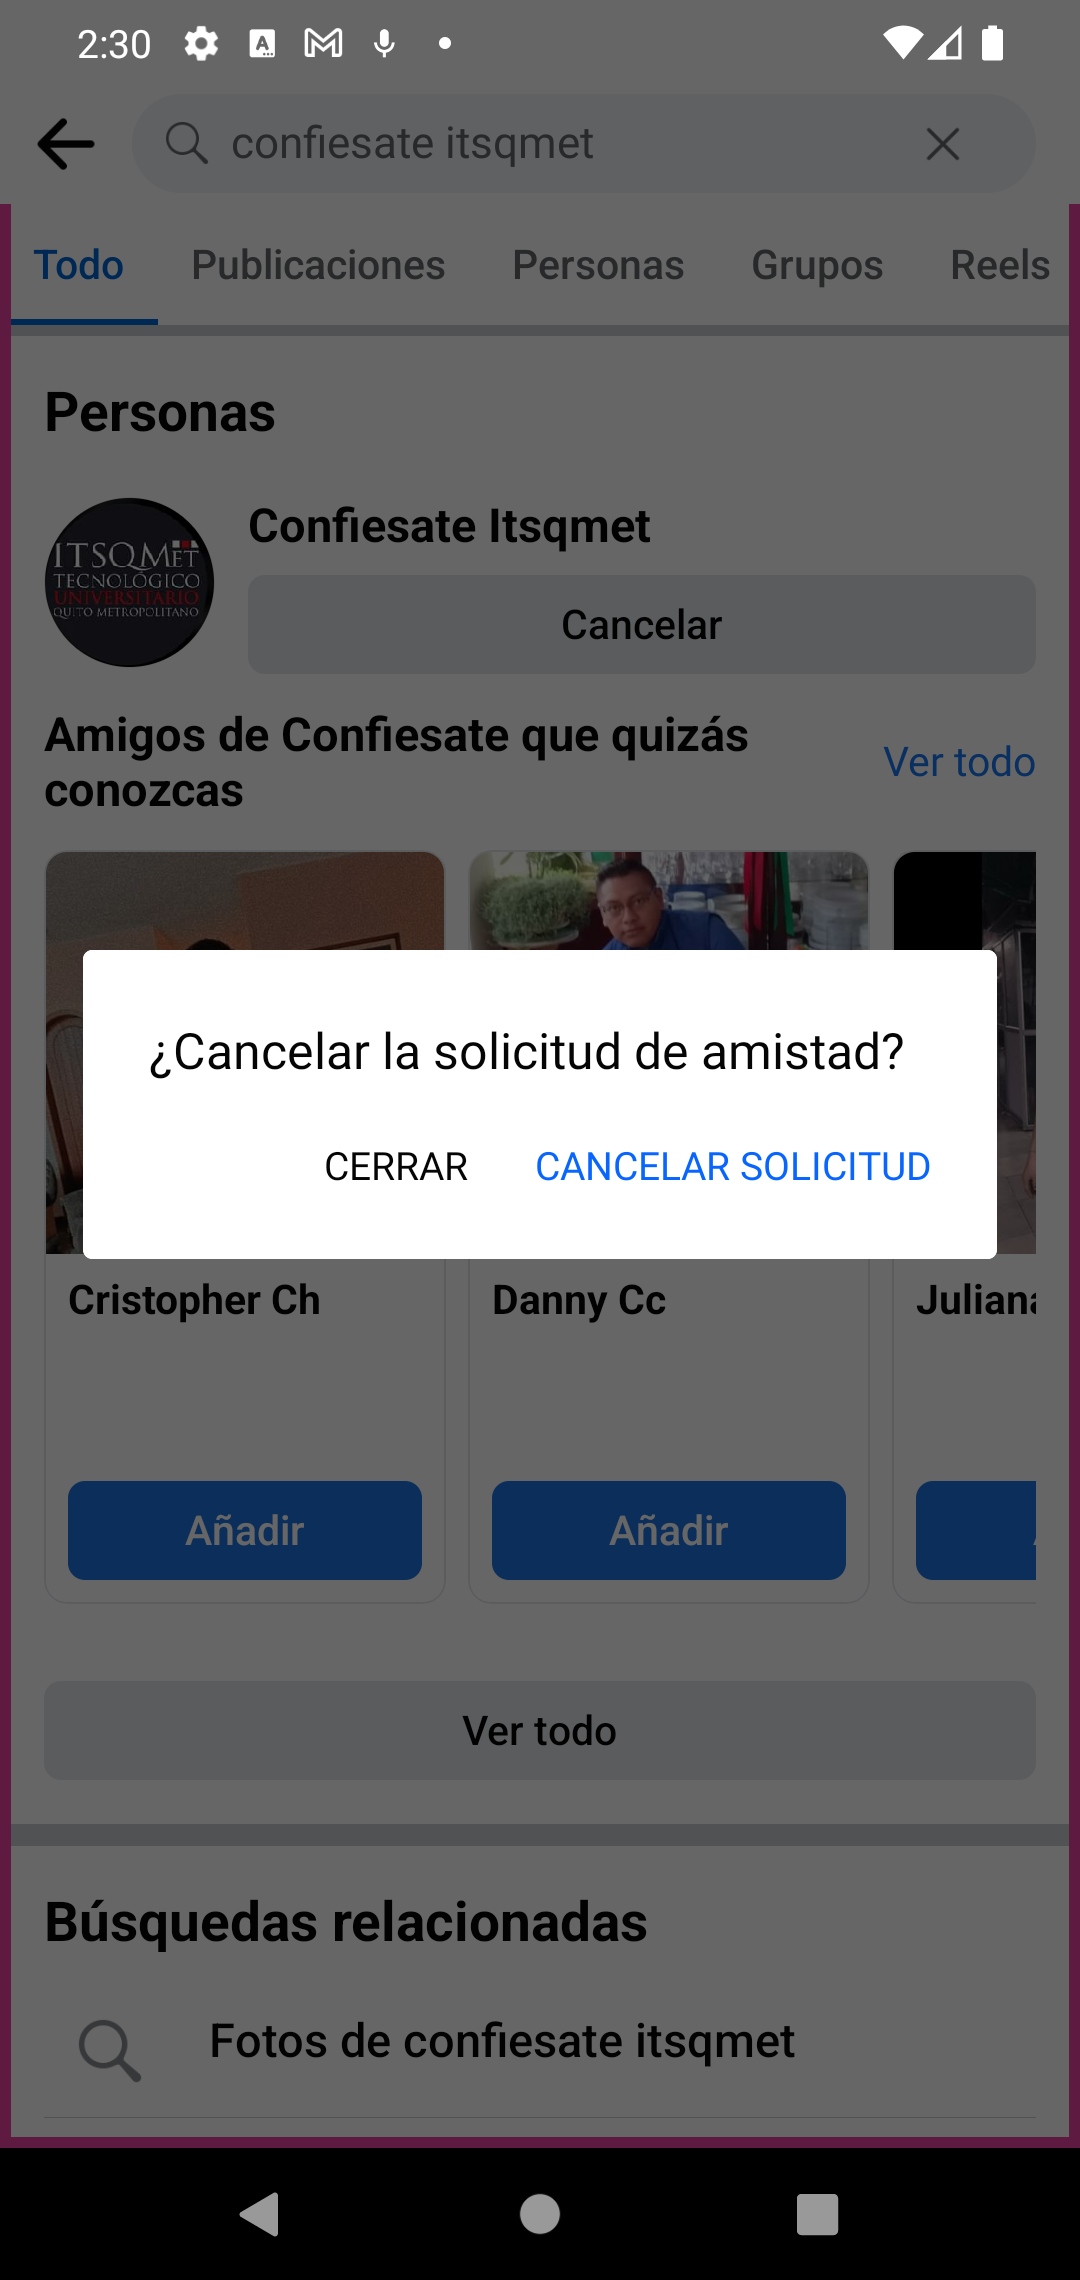 2:30
confiesate itsqmet
Todo Publicaciones Personas Grupos Reels
Personas
ITSQMET
TECNOLÓGICO
UNIVERSITARIO
QUITO METROPOLITANO
Confiesate Itsqmet
Cancelar
Amigos de Confiesate que quizás
conozcas
Ver todo
¿Cancelar la solicitud de amistad?
CERRAR CANCELAR SOLICITUD
Cristopher Ch
Danny Cc
Añadir
Añadir
Ver todo
Búsquedas relacionadas
Fotos de confiesate itsqmet